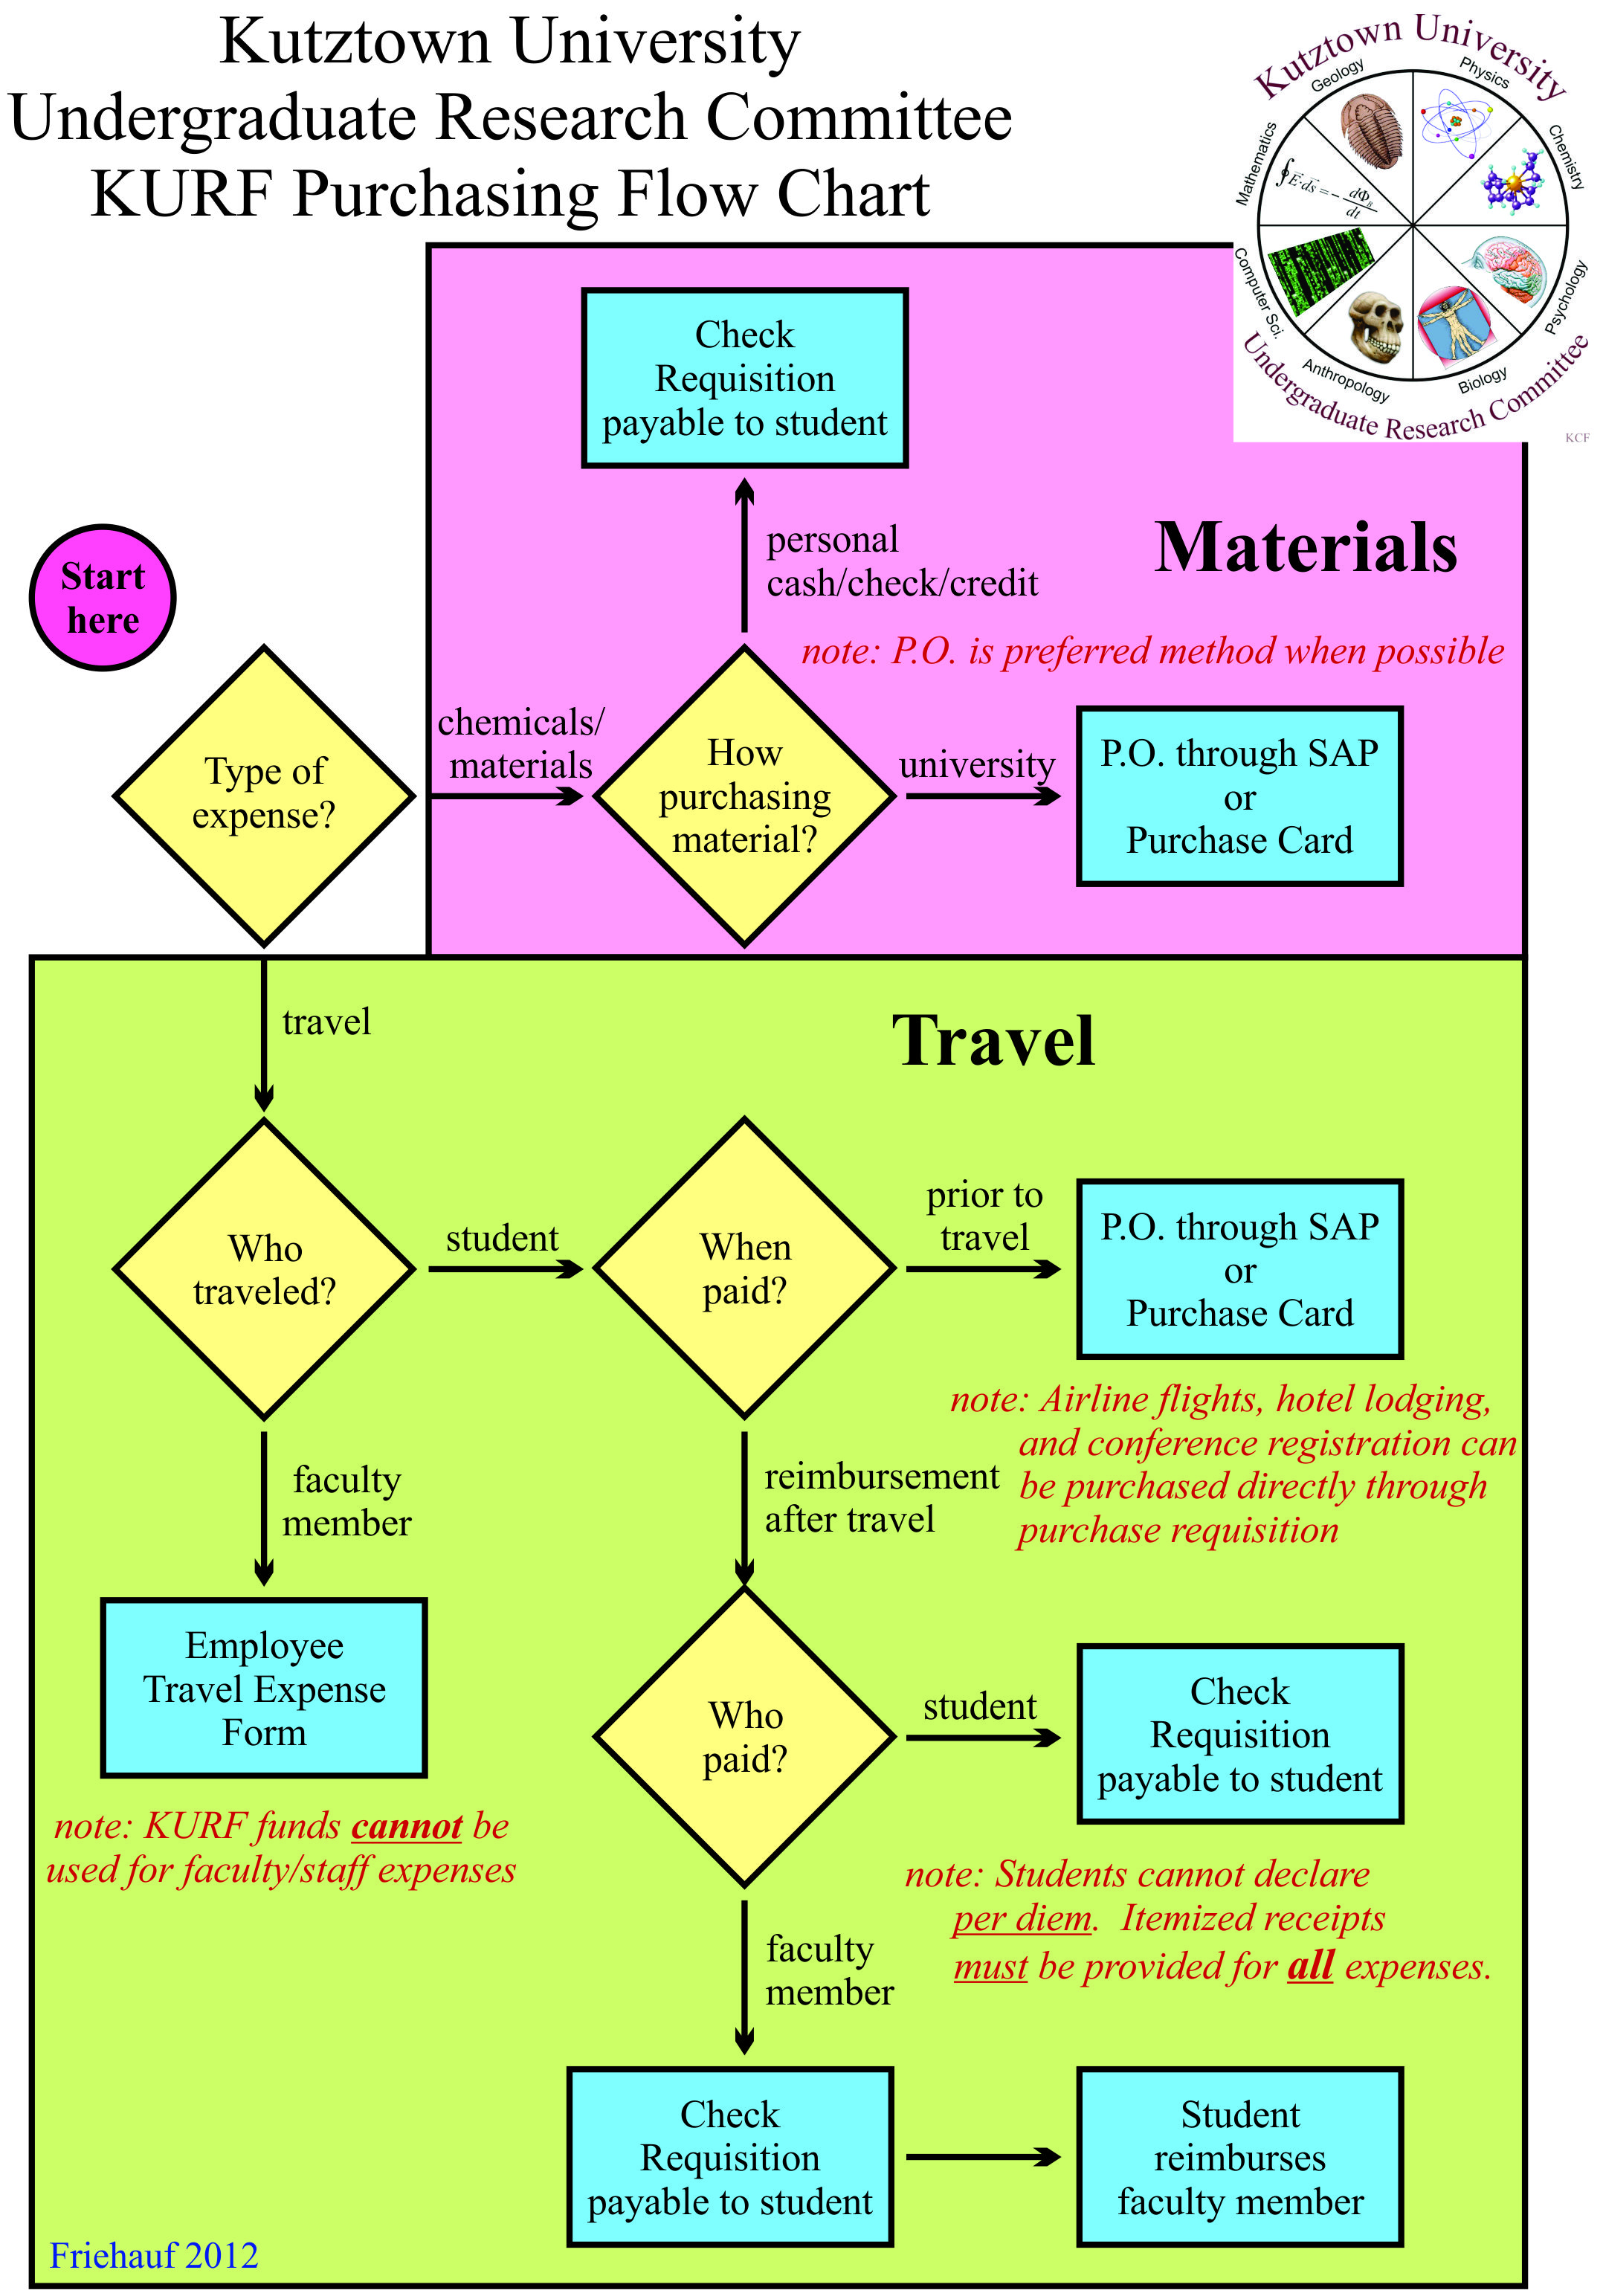 Kutztown University
Undergraduate Research Committee
KURF Purchasing Flow Chart
Kutztown University
Geology
Physics
Mathematics
Chemistry
∮E·ds = - dΦB
dt
Computer Sci.
Psychology
Anthropology
Biology
Undergraduate Research Committee
KCF
Check
Requisition
payable to student
Materials
personal
cash/check/credit
Start
here
note: P.O. is preferred method when possible
Type of
expense?
chemicals/
materials
How
purchasing
material?
university
P.O. through SAP
or
Purchase Card
travel
Travel
Who
traveled?
student
When
paid?
prior to
travel
P.O. through SAP
or
Purchase Card
note: Airline flights, hotel lodging,
and conference registration can
be purchased directly through
purchase requisition
faculty
member
reimbursement
after travel
Employee
Travel Expense
Form
note: KURF funds cannot be
used for faculty/staff expenses
Who
paid?
student
Check
Requisition
payable to student
note: Students cannot declare
per diem. Itemized receipts
must be provided for all expenses.
faculty
member
Check
Requisition
payable to student
Student
reimburses
faculty member
Friehauf 2012